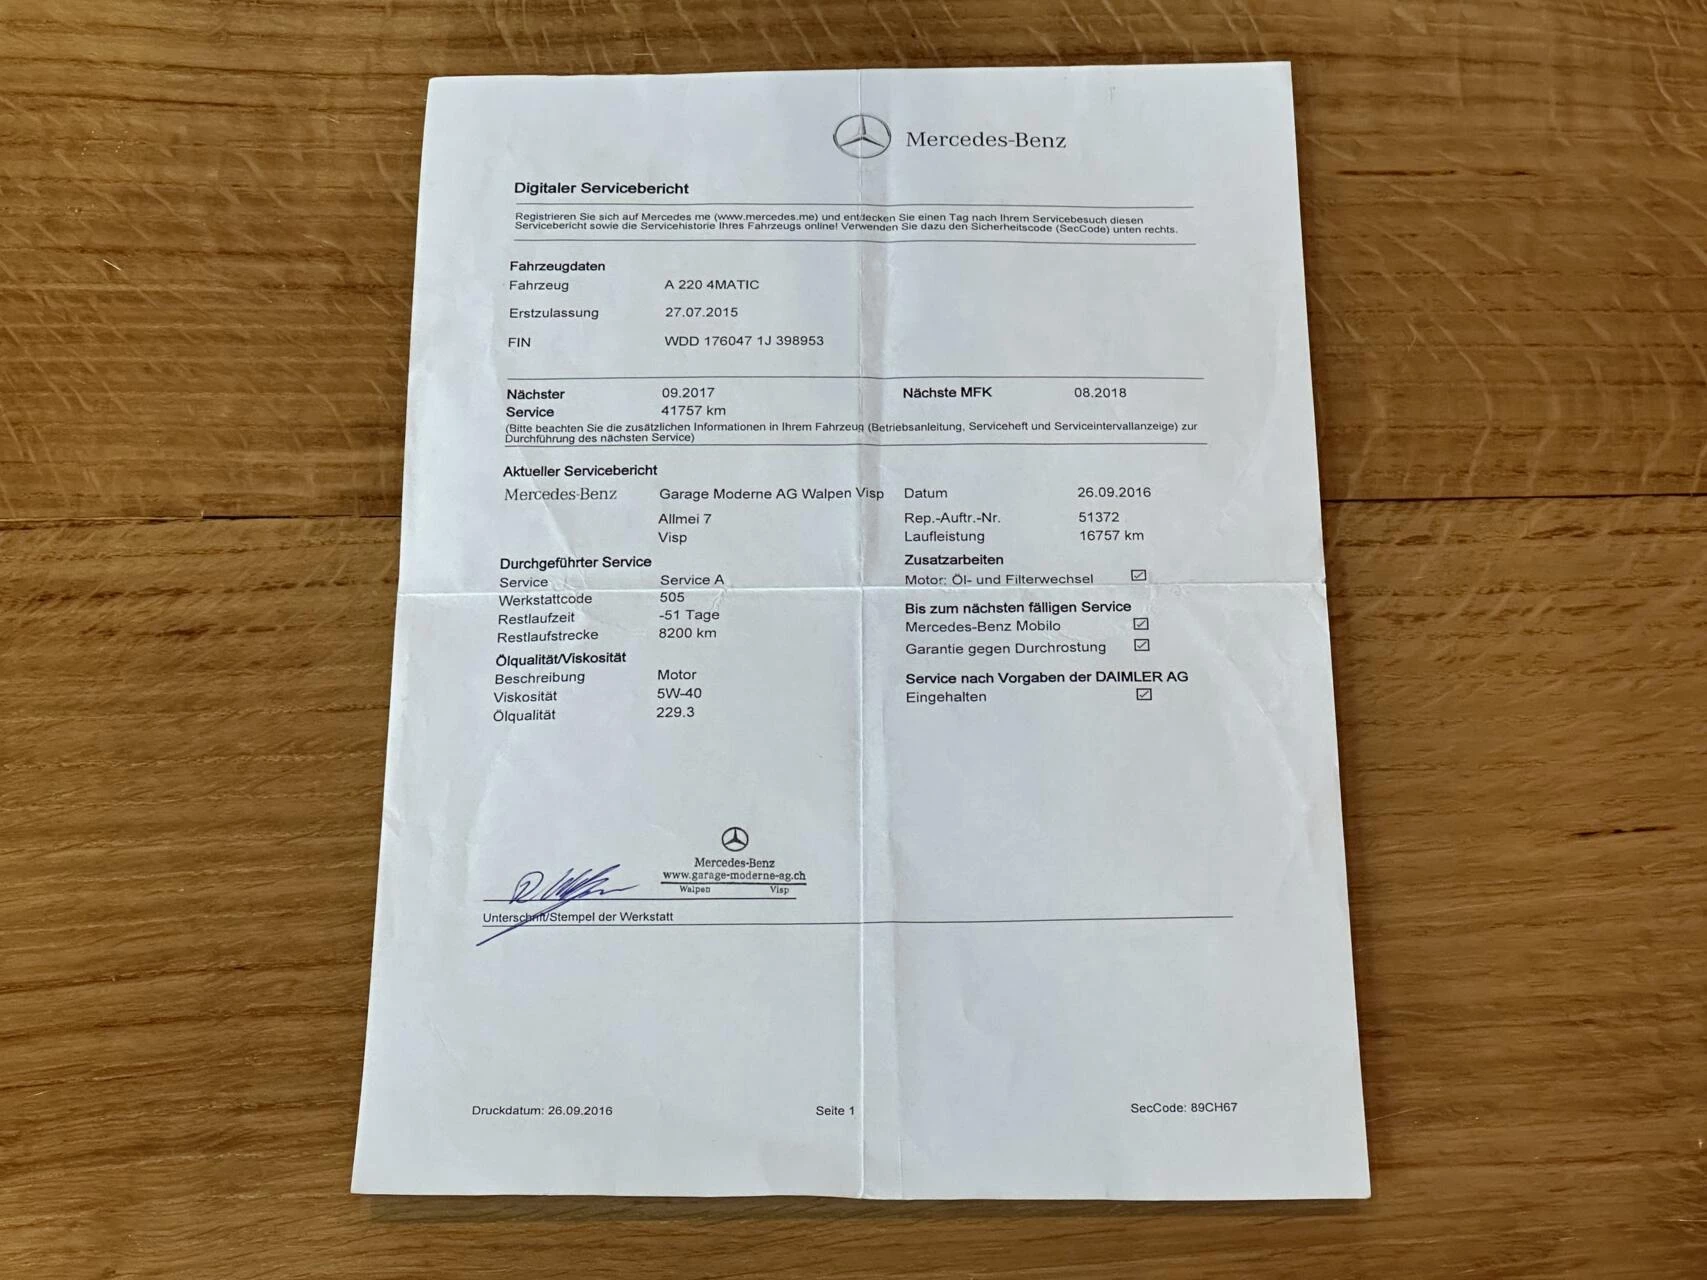 Mercedes-Benz
Digitaler Servicebericht
Registrieren Sie sich auf Mercedes me (www.mercedes.me) und entdecken Sie einen Tag nach Ihrem Servicebesuch diesen
Servicebericht sowie die Servicehistorie Ihres Fahrzeugs online! Verwenden Sie dazu den Sicherheitscode (SecCode) unten rechts.
Fahrzeugdaten
Fahrzeug A 220 4MATIC
Erstzulassung 27.07.2015
FIN WDD 176047 1J 398953
Nächster 09.2017 Nächste MFK 08.2018
Service 41757 km
(Bitte beachten Sie die zusätzlichen Informationen in Ihrem Fahrzeug (Betriebsanleitung, Serviceheft und Serviceintervallanzeige) zur
Durchführung des nächsten Service)
Aktueller Servicebericht
Mercedes-Benz Garage Moderne AG Walpen Visp Datum 26.09.2016
Allmei 7 Rep.-Auftr.-Nr. 51372
Visp Laufleistung 16757 km
Durchgeführter Service Zusatzarbeiten
Service Service A Motor: Öl- und Filterwechsel
Werkstattcode 505
Restlaufzeit -51 Tage Bis zum nächsten fälligen Service
Restlaufstrecke 8200 km Mercedes-Benz Mobilo
Ölqualität/Viskosität Garantie gegen Durchrostung
Beschreibung Motor Service nach Vorgaben der DAIMLER AG
Viskosität 5W-40 Eingehalten
Ölqualität 229.3
Mercedes-Benz
www.garage-moderne-ag.ch
Walpen Visp
Unterschrift/Stempel der Werkstatt
Druckdatum: 26.09.2016 Seite 1 SecCode: 89CH67